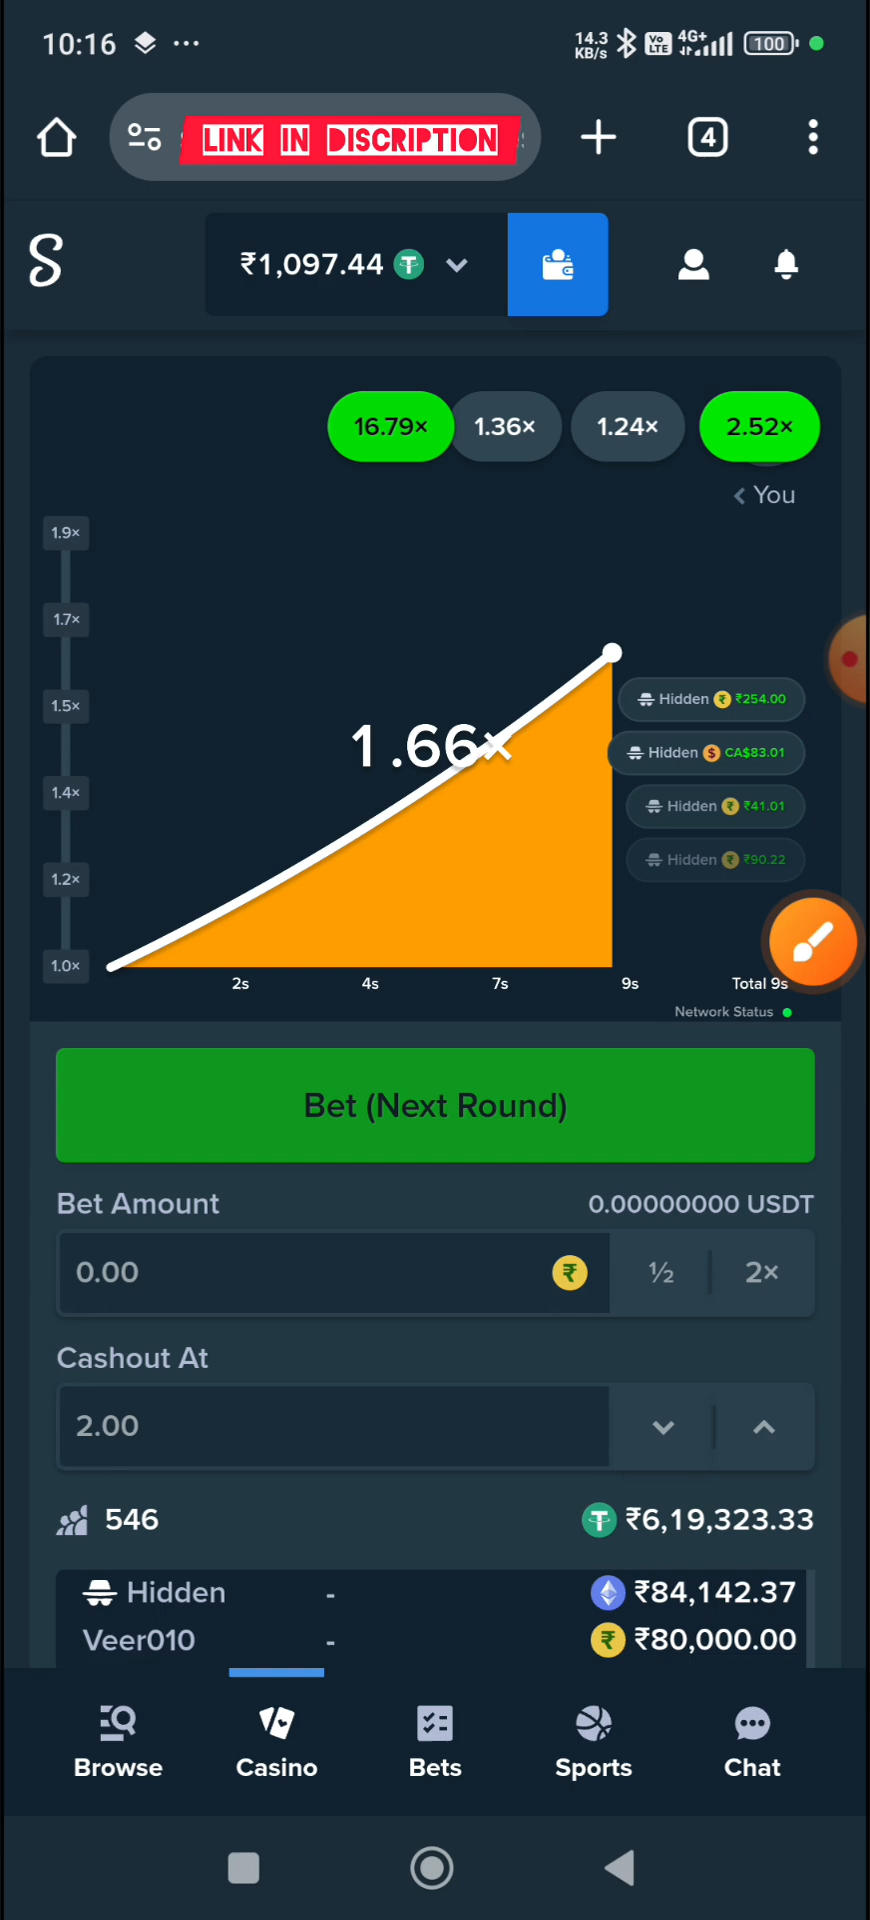 10:16
14.3 KB/s
Vo LTE
4G+
100
LINK IN DISCRIPTION
4
S
₹1,097.44
16.79×
1.36×
1.24×
2.52×
< You
1.9×
1.7×
1.5×
1.4×
1.2×
1.0×
1.66×
Hidden ₹254.00
Hidden CA$83.01
Hidden ₹41.01
Hidden ₹90.22
2s 4s 7s 9s Total 9s
Network Status
Bet (Next Round)
Bet Amount 0.00000000 USDT
0.00 ₹ ½ 2×
Cashout At
2.00
546 ₹6,19,323.33
Hidden - ₹84,142.37
Veer010 - ₹80,000.00
Browse Casino Bets Sports Chat